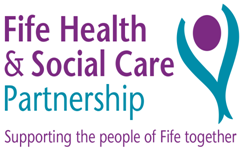 Fife Health
& Social Care
Partnership
Supporting the people of Fife together